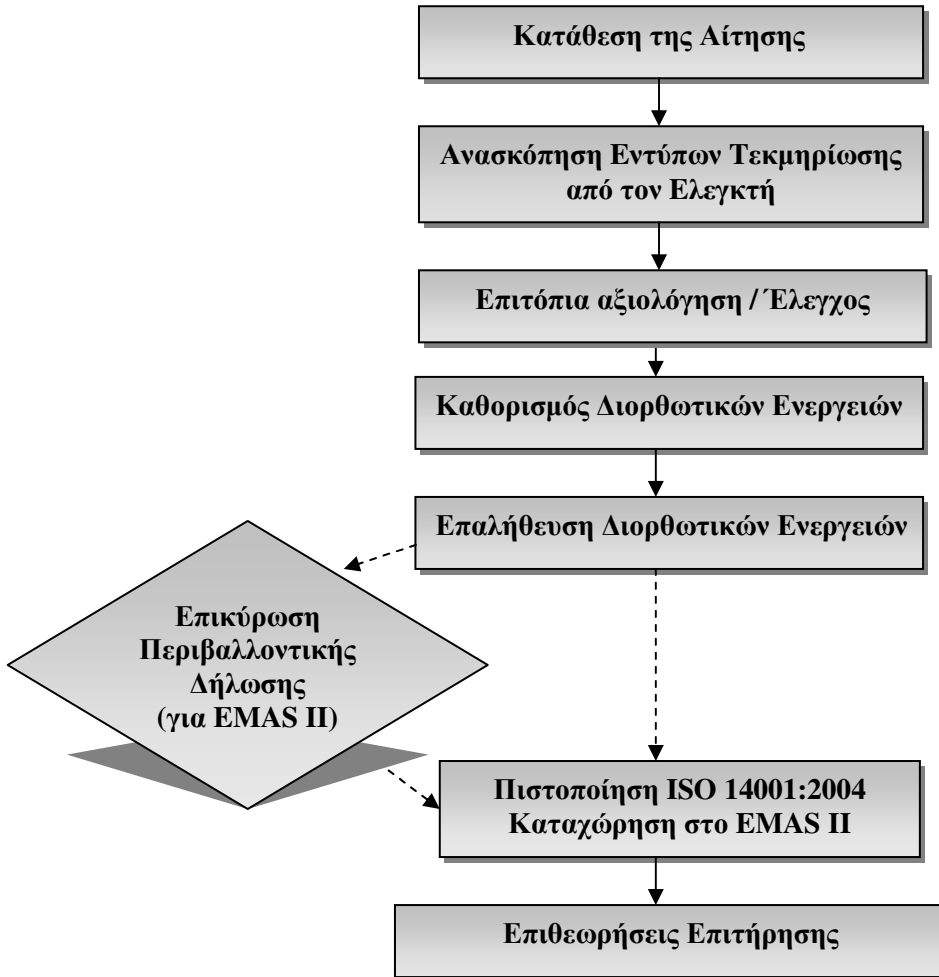 Κατάθεση της Αίτησης
Ανασκόπηση Εντύπων Τεκμηρίωσης
από τον Ελεγκτή
Επιτόπια αξιολόγηση / Έλεγχος
Καθορισμός Διορθωτικών Ενεργειών
Επαλήθευση Διορθωτικών Ενεργειών
Επικύρωση
Περιβαλλοντικής
Δήλωσης
(για EMAS II)
Πιστοποίηση ISO 14001:2004
Καταχώρηση στο EMAS II
Επιθεωρήσεις Επιτήρησης